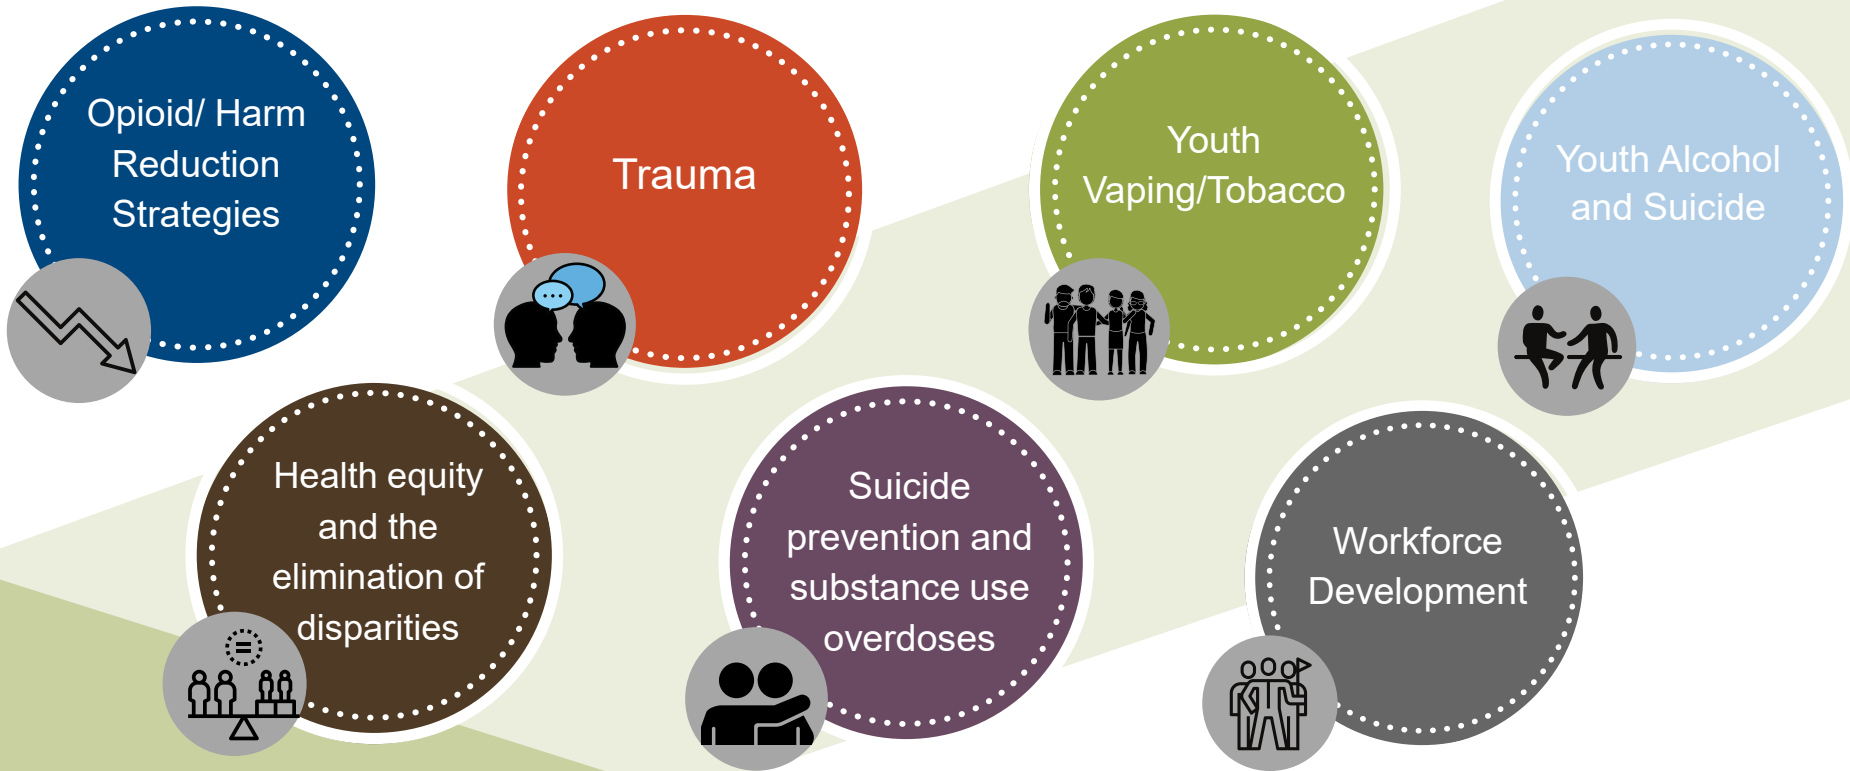 Opioid/ Harm
Reduction
Strategies
Trauma
Youth
Vaping/Tobacco
Youth Alcohol
and Suicide
Health equity
and the
elimination of
disparities
=
Suicide
prevention and
substance use
overdoses
Workforce
Development